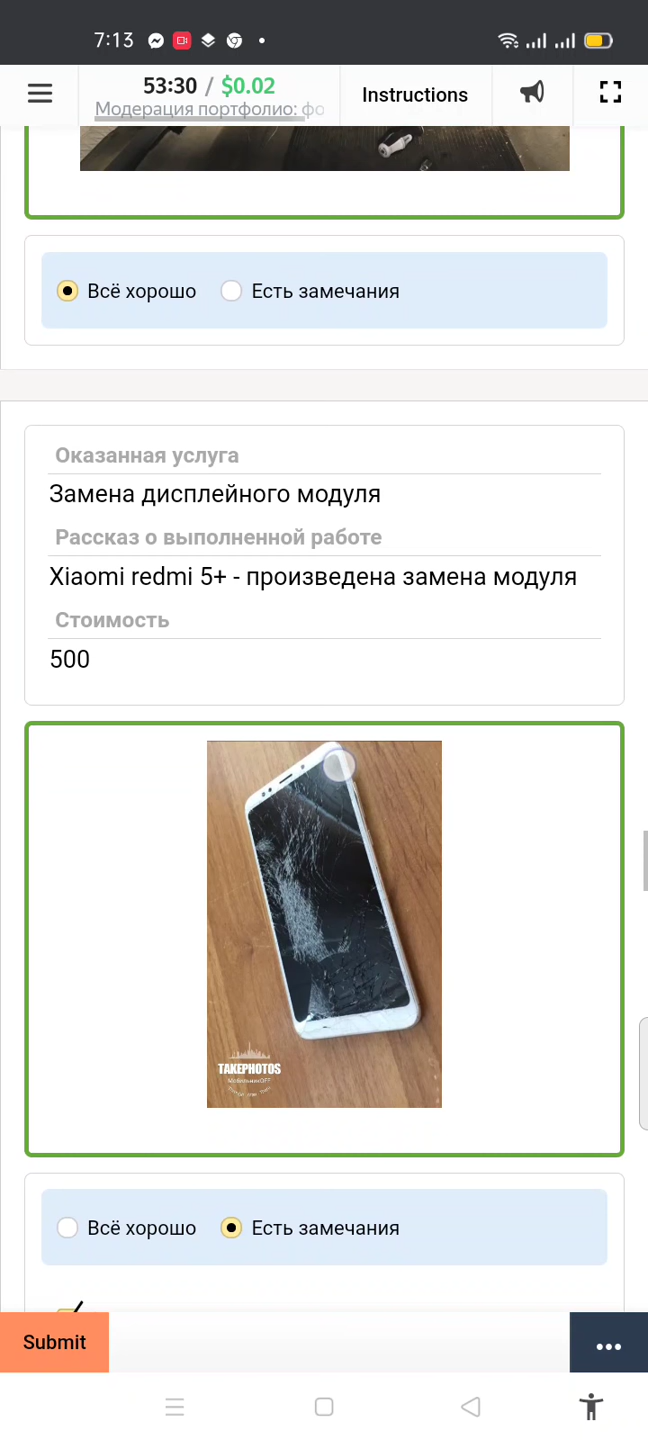 7:13
53:30 / $0.02
Модерация портфолио: фо
Instructions
Всё хорошо
Есть замечания
Оказанная услуга
Замена дисплейного модуля
Рассказ о выполненной работе
Xiaomi redmi 5+ - произведена замена модуля
Стоимость
500
TAKEPHOTOS
МобильникOFF
Всё хорошо
Есть замечания
Submit